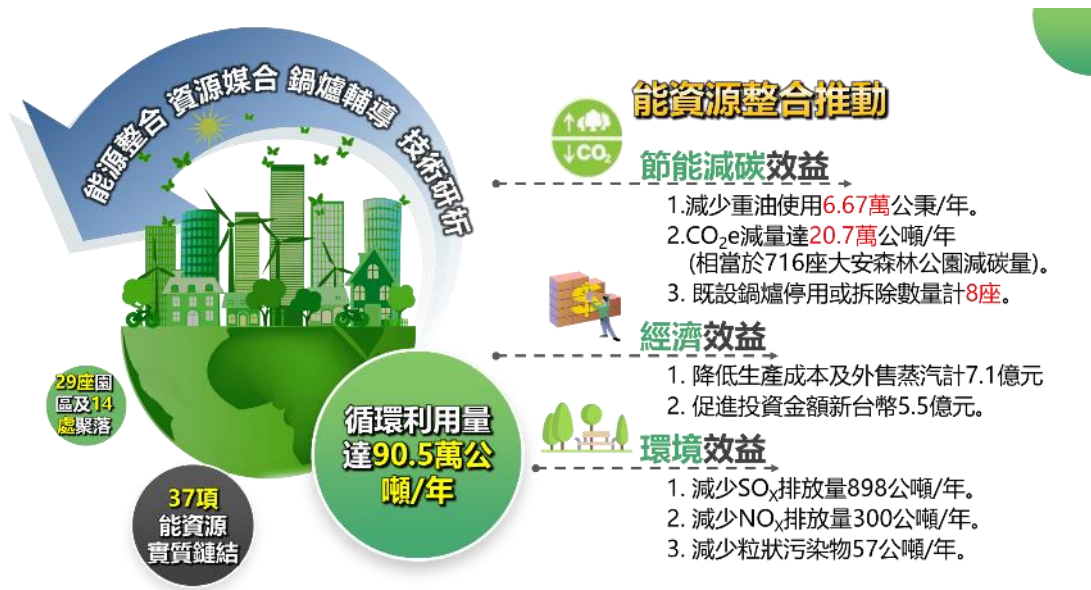 能源整合 資源媒合 鍋爐輔導 技術研析
29座園
區及14
處聚落
37項
能資源
實質鏈結
循環利用量
達90.5萬公
噸/年
能資源整合推動
↑
↓CO₂
節能減碳效益
1.減少重油使用6.67萬公秉/年。
2.CO₂e減量達20.7萬公噸/年
(相當於716座大安森林公園減碳量)。
3. 既設鍋爐停用或拆除數量計8座。
經濟效益
1. 降低生產成本及外售蒸汽計7.1億元
2. 促進投資金額新台幣5.5億元。
環境效益
1. 減少SOX排放量898公噸/年。
2. 減少NOX排放量300公噸/年。
3. 減少粒狀污染物57公噸/年。